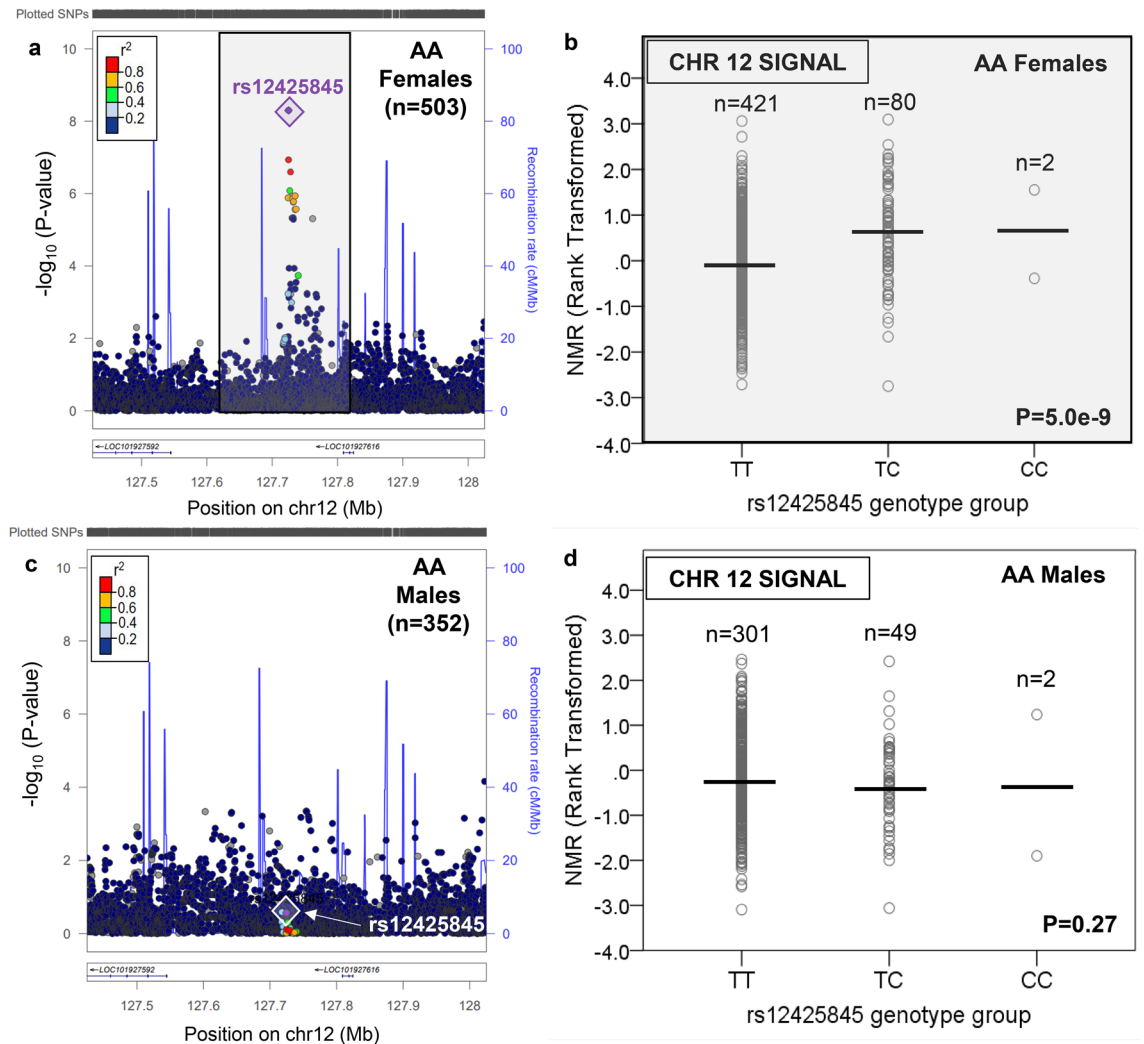 Plotted SNPs
a
10
8
6
4
2
0
-log10 (P-value)
r2
0.8
0.6
0.4
0.2
AA
Females
(n=503)
rs12425845
100
80
60
40
20
0
Recombination rate (cM/Mb)
←LOC101927592
←LOC101927616
127.5
127.6
127.7
127.8
127.9
128
Position on chr12 (Mb)
b
CHR 12 SIGNAL
AA Females
n=421
n=80
n=2
4.0
3.0
2.0
1.0
.0
-1.0
-2.0
-3.0
-4.0
NMR (Rank Transformed)
P=5.0e-9
TT
TC
CC
rs12425845 genotype group
Plotted SNPs
c
10
8
6
4
2
0
-log10 (P-value)
r2
0.8
0.6
0.4
0.2
AA
Males
(n=352)
rs12425845
100
80
60
40
20
0
Recombination rate (cM/Mb)
←LOC101927592
←LOC101927616
127.5
127.6
127.7
127.8
127.9
128
Position on chr12 (Mb)
d
CHR 12 SIGNAL
AA Males
n=301
n=49
n=2
4.0
3.0
2.0
1.0
.0
-1.0
-2.0
-3.0
-4.0
NMR (Rank Transformed)
P=0.27
TT
TC
CC
rs12425845 genotype group